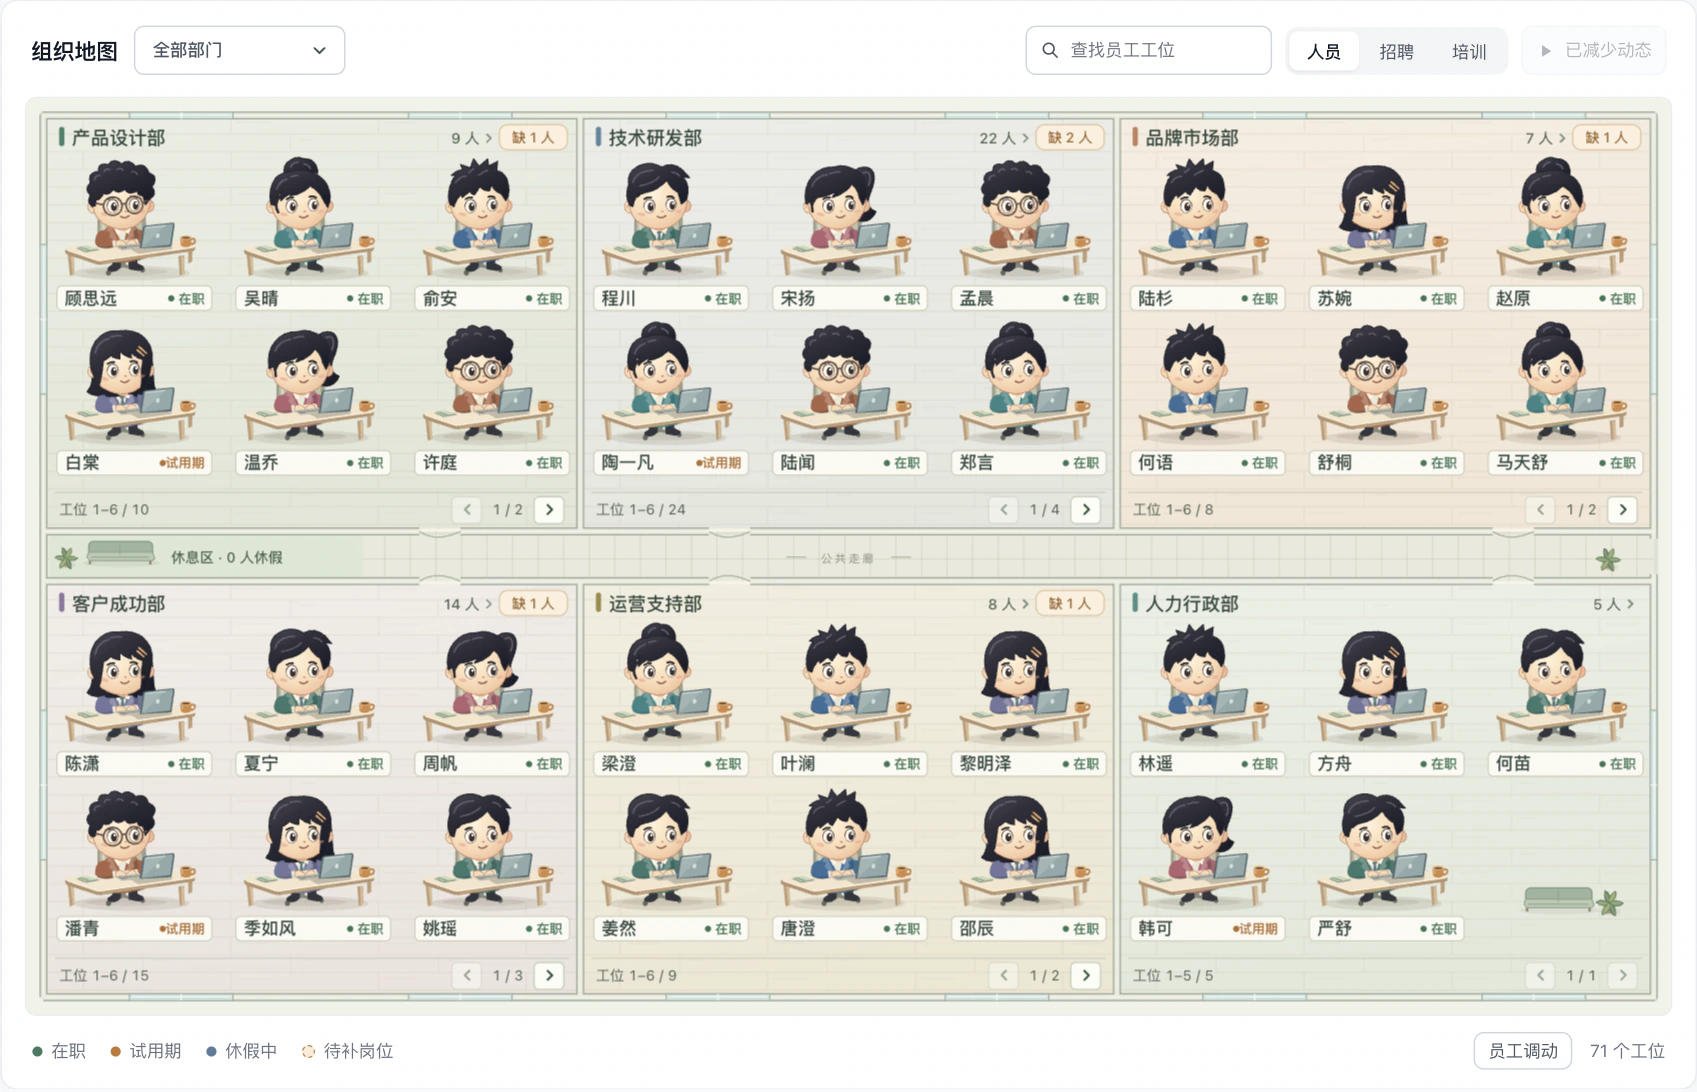 组织地图 全部部门 查找员工工位 人员 招聘 培训 已减少动态
产品设计部 9 人 缺 1 人
顾思远 在职 吴晴 在职 俞安 在职
白棠 试用期 温乔 在职 许庭 在职
工位 1–6 / 10 1 / 2
技术研发部 22 人 缺 2 人
程川 在职 宋扬 在职 孟晨 在职
陶一凡 试用期 陆闻 在职 郑言 在职
工位 1–6 / 24 1 / 4
品牌市场部 7 人 缺 1 人
陆杉 在职 苏婉 在职 赵原 在职
何语 在职 舒桐 在职 马天舒 在职
工位 1–6 / 8 1 / 2
休息区 · 0 人休假 公共走廊
客户成功部 14 人 缺 1 人
陈潇 在职 夏宁 在职 周帆 在职
潘青 试用期 季如风 在职 姚瑶 在职
工位 1–6 / 15 1 / 3
运营支持部 8 人 缺 1 人
梁澄 在职 叶澜 在职 黎明泽 在职
姜然 在职 唐澄 在职 邵辰 在职
工位 1–6 / 9 1 / 2
人力行政部 5 人
林遥 在职 方舟 在职 何苗 在职
韩可 试用期 严舒 在职
工位 1–5 / 5 1 / 1
在职 试用期 休假中 待补岗位 员工调动 71 个工位